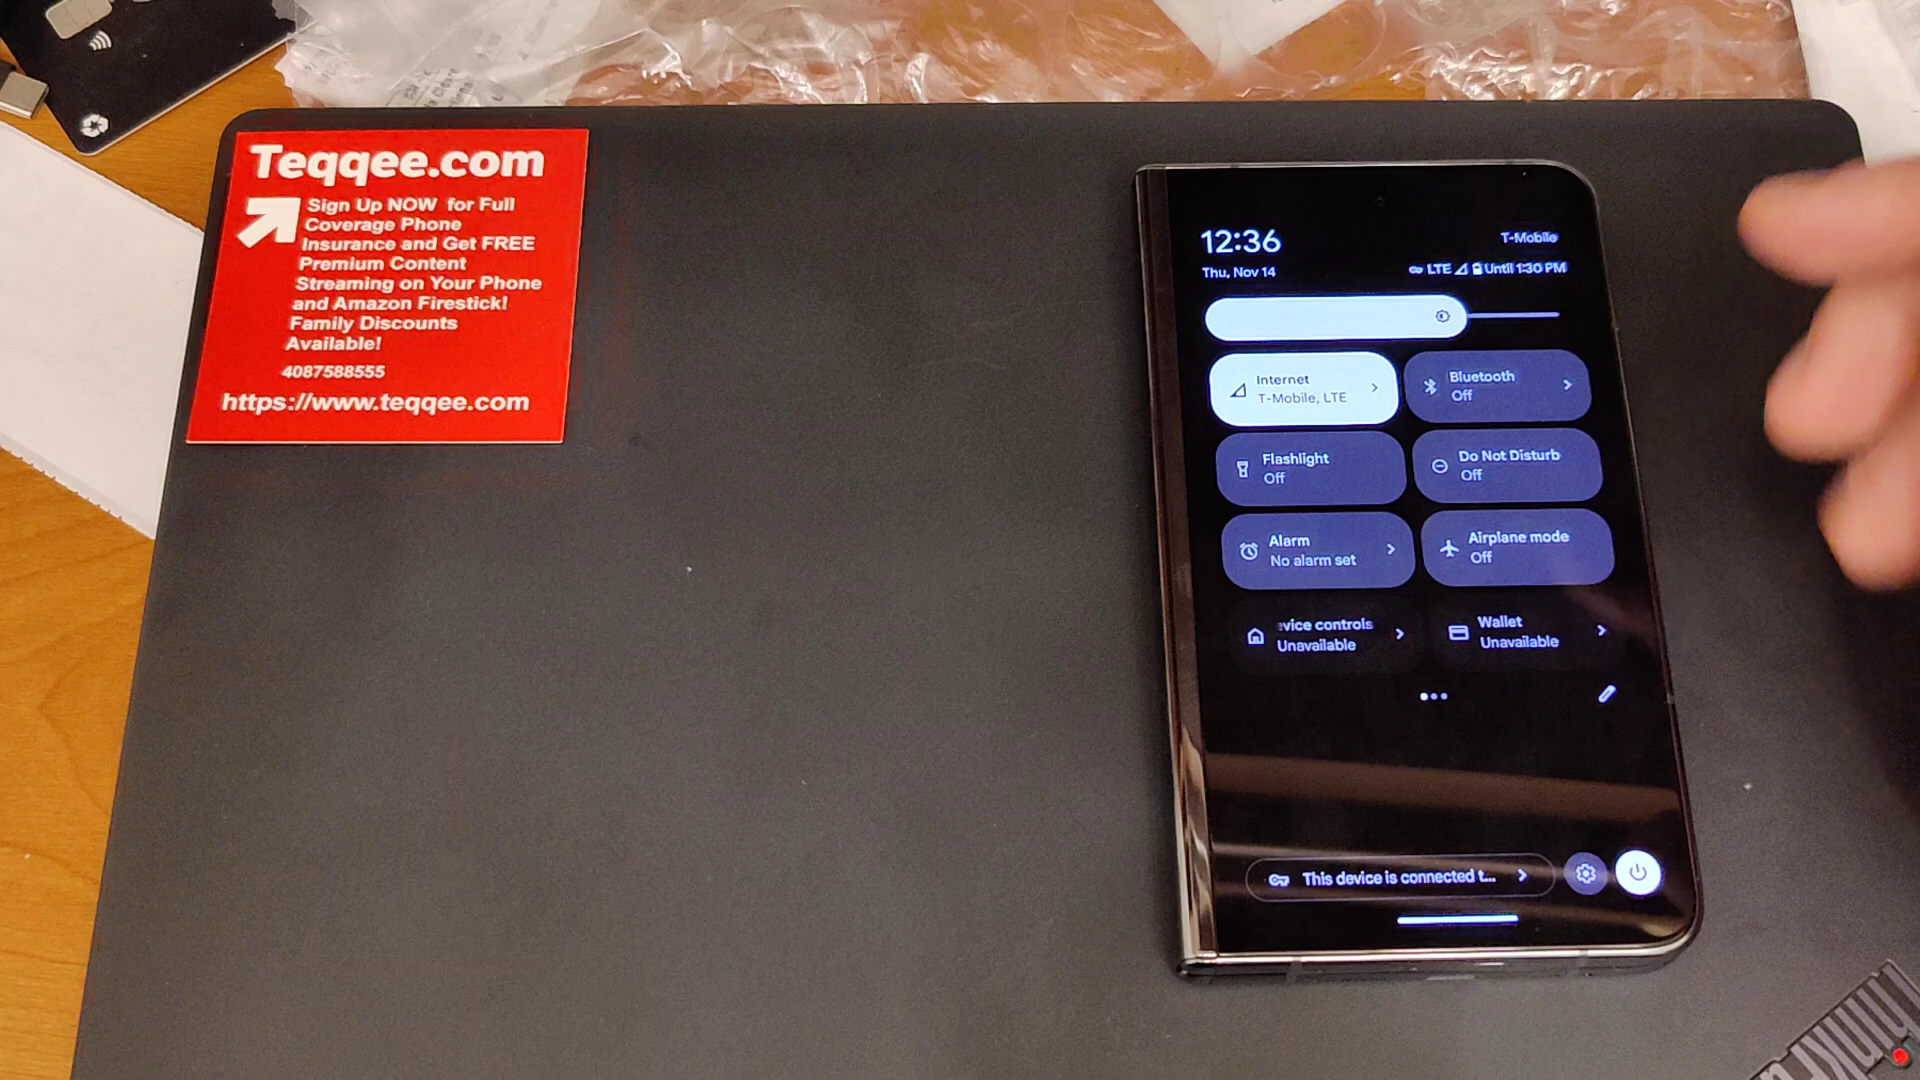 Teqqee.com
Sign Up NOW for Full
Coverage Phone
Insurance and Get FREE
Premium Content
Streaming on Your Phone
and Amazon Firestick!
Family Discounts
Available!
4087588555
https://www.teqqee.com
12:36
T-Mobile
Thu, Nov 14
LTE Until 1:30 PM
Internet
T-Mobile, LTE
Bluetooth
Off
Flashlight
Off
Do Not Disturb
Off
Alarm
No alarm set
Airplane mode
Off
vice controls
Unavailable
Wallet
Unavailable
This device is connected t...